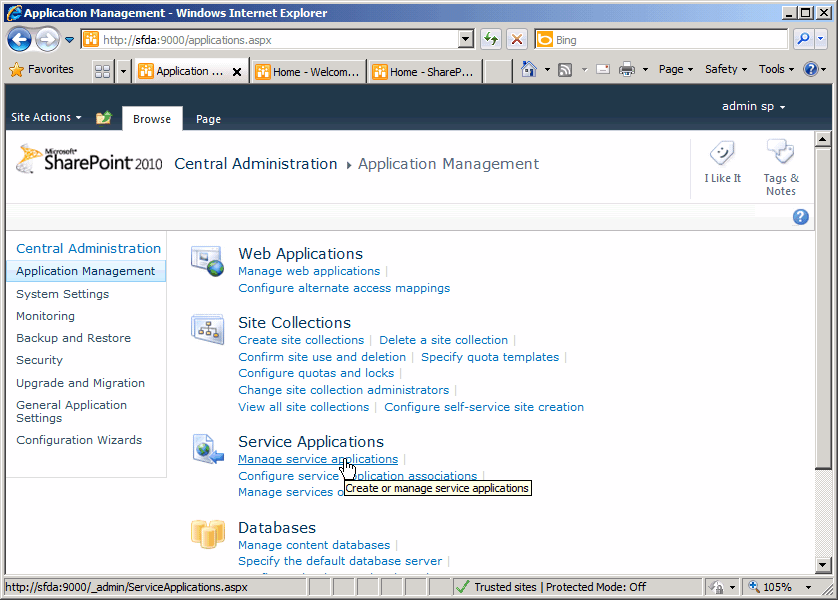 Application Management - Windows Internet Explorer
http://sfda:9000/applications.aspx
Bing
Favorites
Application ...
Home - Welcom...
Home - ShareP...
Page
Safety
Tools
admin sp
Site Actions
Browse
Page
Microsoft
SharePoint 2010
Central Administration
Application Management
I Like It
Tags &
Notes
Central Administration
Application Management
System Settings
Monitoring
Backup and Restore
Security
Upgrade and Migration
General Application
Settings
Configuration Wizards
Web Applications
Manage web applications
Configure alternate access mappings
Site Collections
Create site collections | Delete a site collection
Confirm site use and deletion | Specify quota templates
Configure quotas and locks
Change site collection administrators
View all site collections | Configure self-service site creation
Service Applications
Manage service applications
Configure service application associations
Manage services o
Create or manage service applications
Databases
Manage content databases
Specify the default database server
http://sfda:9000/_admin/ServiceApplications.aspx
Trusted sites | Protected Mode: Off
105%